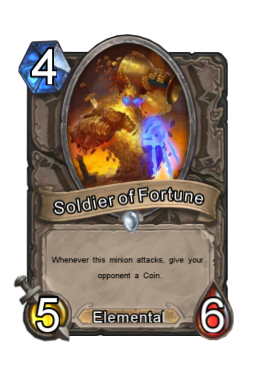 4
Soldier of Fortune
Whenever this minion attacks, give your
opponent a Coin.
5
Elemental
6